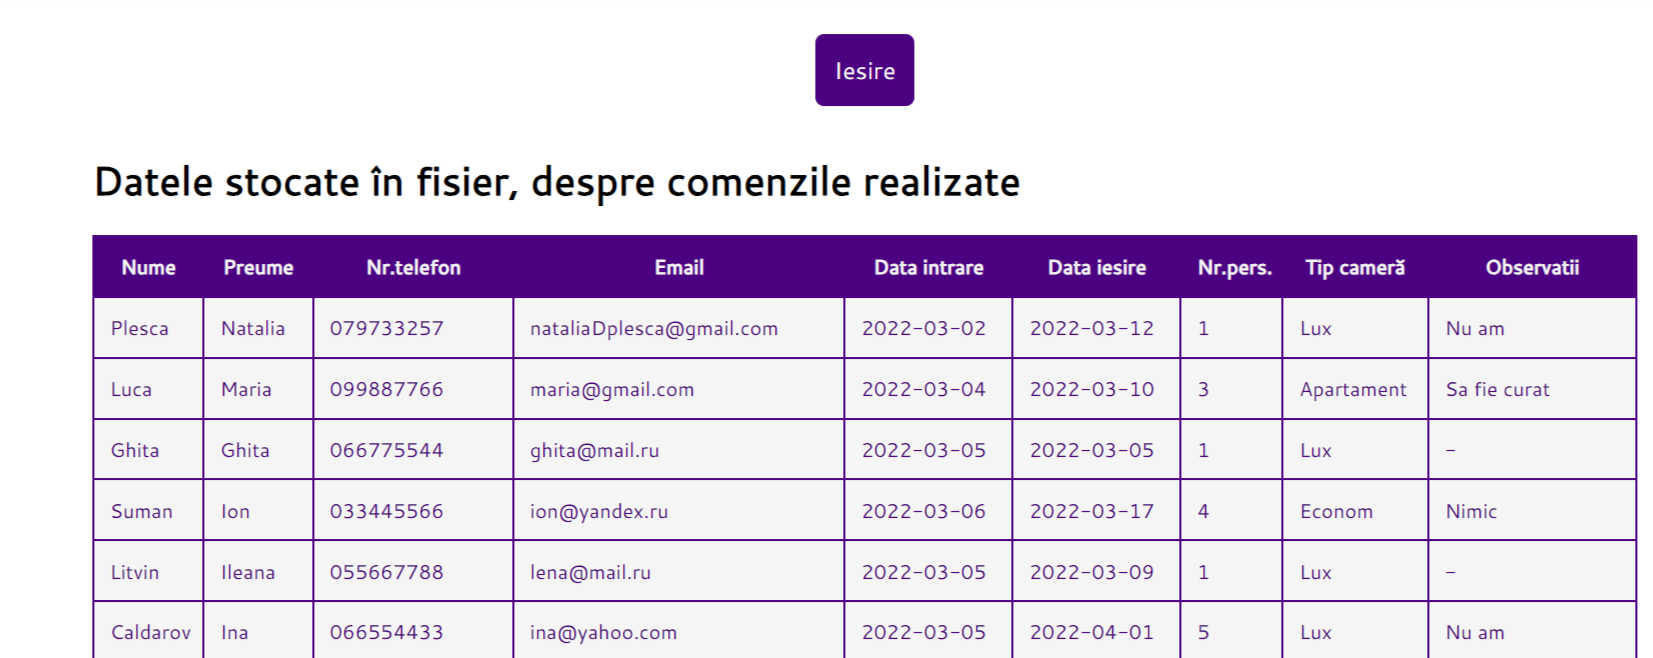 Iesire
Datele stocate în fisier, despre comenzile realizate
Nume Preume Nr.telefon Email Data intrare Data iesire Nr.pers. Tip cameră Observatii
Plesca Natalia 079733257 nataliaDplesca@gmail.com 2022-03-02 2022-03-12 1 Lux Nu am
Luca Maria 099887766 maria@gmail.com 2022-03-04 2022-03-10 3 Apartament Sa fie curat
Ghita Ghita 066775544 ghita@mail.ru 2022-03-05 2022-03-05 1 Lux -
Suman Ion 033445566 ion@yandex.ru 2022-03-06 2022-03-17 4 Econom Nimic
Litvin Ileana 055667788 lena@mail.ru 2022-03-05 2022-03-09 1 Lux -
Caldarov Ina 066554433 ina@yahoo.com 2022-03-05 2022-04-01 5 Lux Nu am